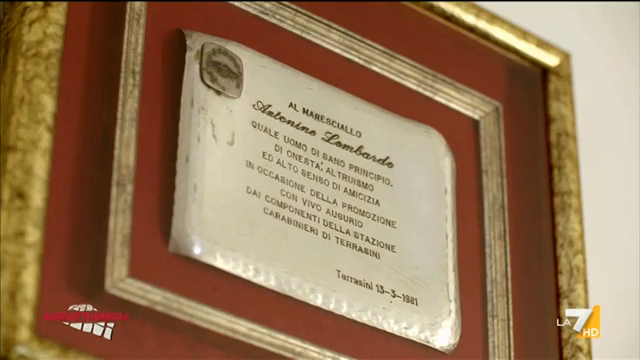 AL MARESCIALLO
Antonino Lombardo
QUALE UOMO DI SANO PRINCIPIO,
DI ONESTÀ, ALTRUISMO
ED ALTO SENSO DI AMICIZIA
IN OCCASIONE DELLA PROMOZIONE
CON VIVO AUGURIO
DAI COMPONENTI DELLA STAZIONE
CARABINIERI DI TERRASINI
Terrasini 13-3-1981
LA7 HD